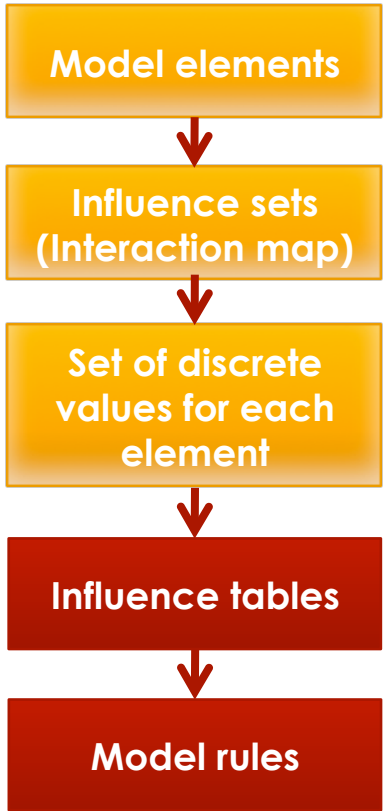 Model elements
Influence sets
(Interaction map)
Set of discrete
values for each
element
Influence tables
Model rules